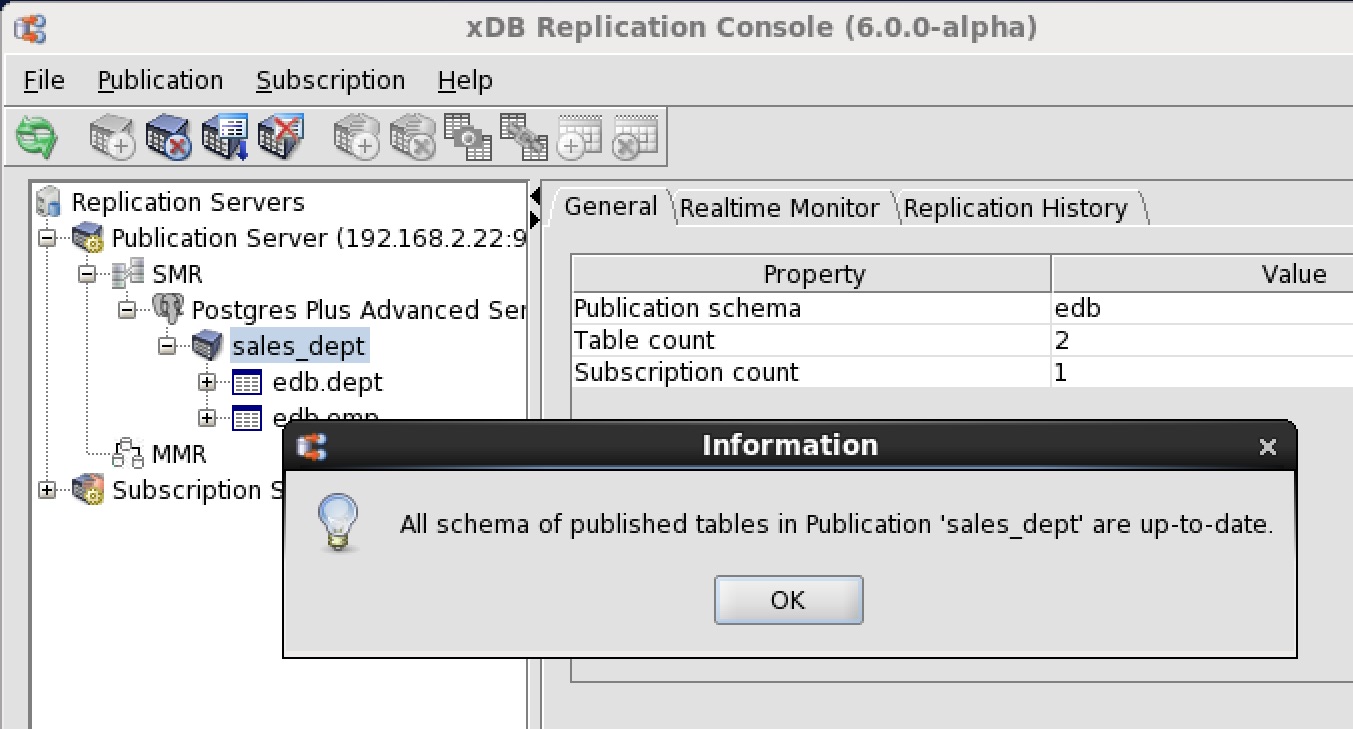 xDB Replication Console (6.0.0-alpha)
File Publication Subscription Help
Replication Servers
Publication Server (192.168.2.22:9
SMR
Postgres Plus Advanced Ser
sales_dept
edb.dept
edb.emp
MMR
Subscription S
General Realtime Monitor Replication History
Property Value
Publication schema edb
Table count 2
Subscription count 1
Information
All schema of published tables in Publication 'sales_dept' are up-to-date.
OK